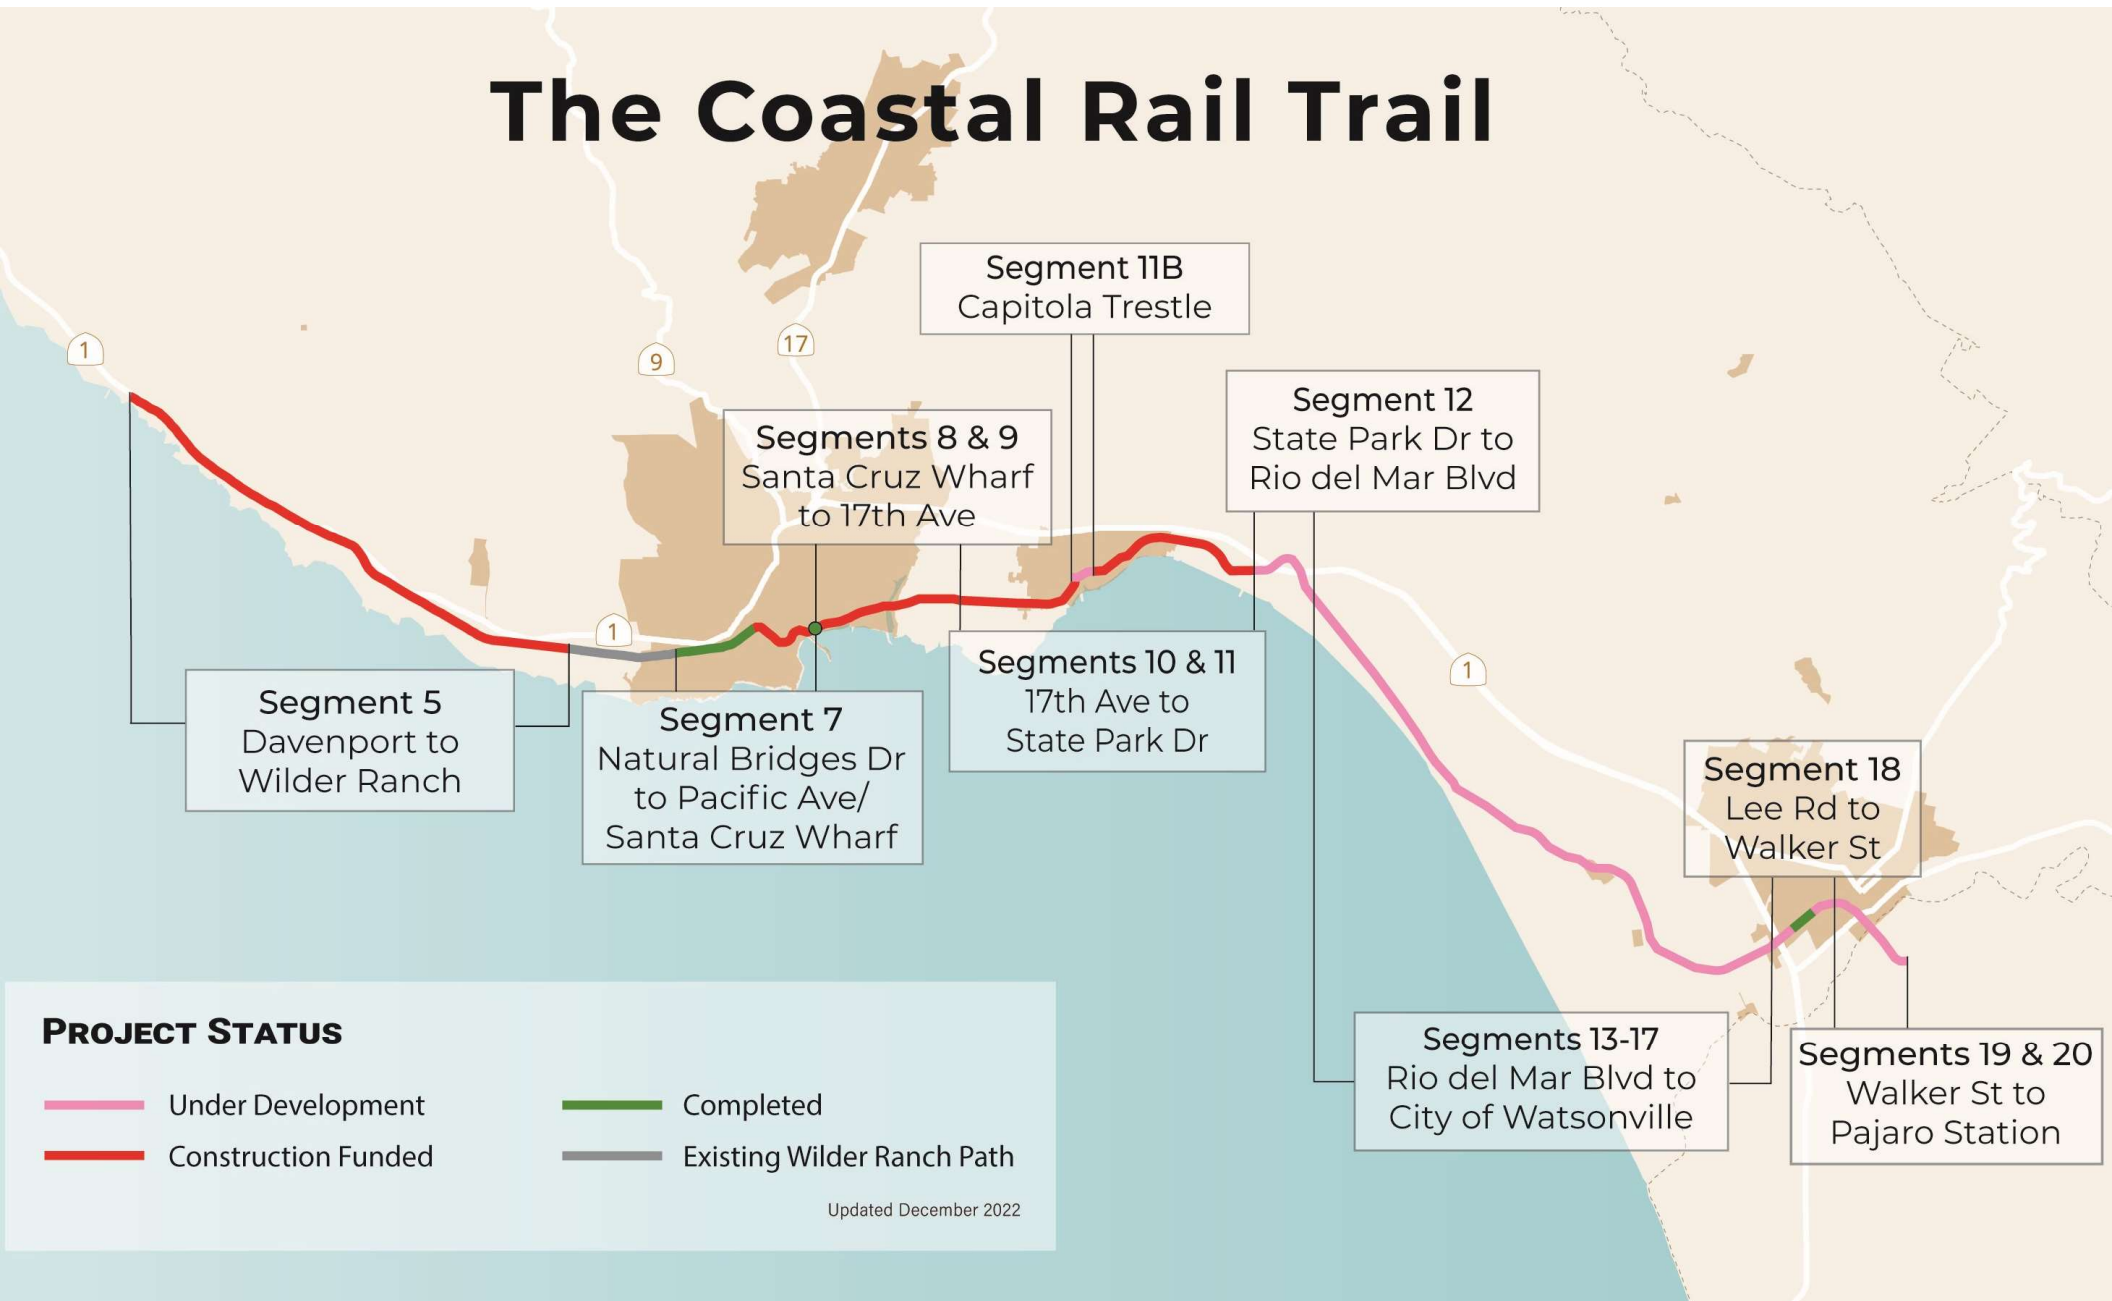 The Coastal Rail Trail
Segment 11B
Capitola Trestle
1
9
17
Segment 12
State Park Dr to
Rio del Mar Blvd
Segments 8 & 9
Santa Cruz Wharf
to 17th Ave
1
1
Segment 5
Davenport to
Wilder Ranch
Segment 7
Natural Bridges Dr
to Pacific Ave/
Santa Cruz Wharf
Segments 10 & 11
17th Ave to
State Park Dr
Segment 18
Lee Rd to
Walker St
Segments 13-17
Rio del Mar Blvd to
City of Watsonville
Segments 19 & 20
Walker St to
Pajaro Station
PROJECT STATUS
Under Development
Construction Funded
Completed
Existing Wilder Ranch Path
Updated December 2022